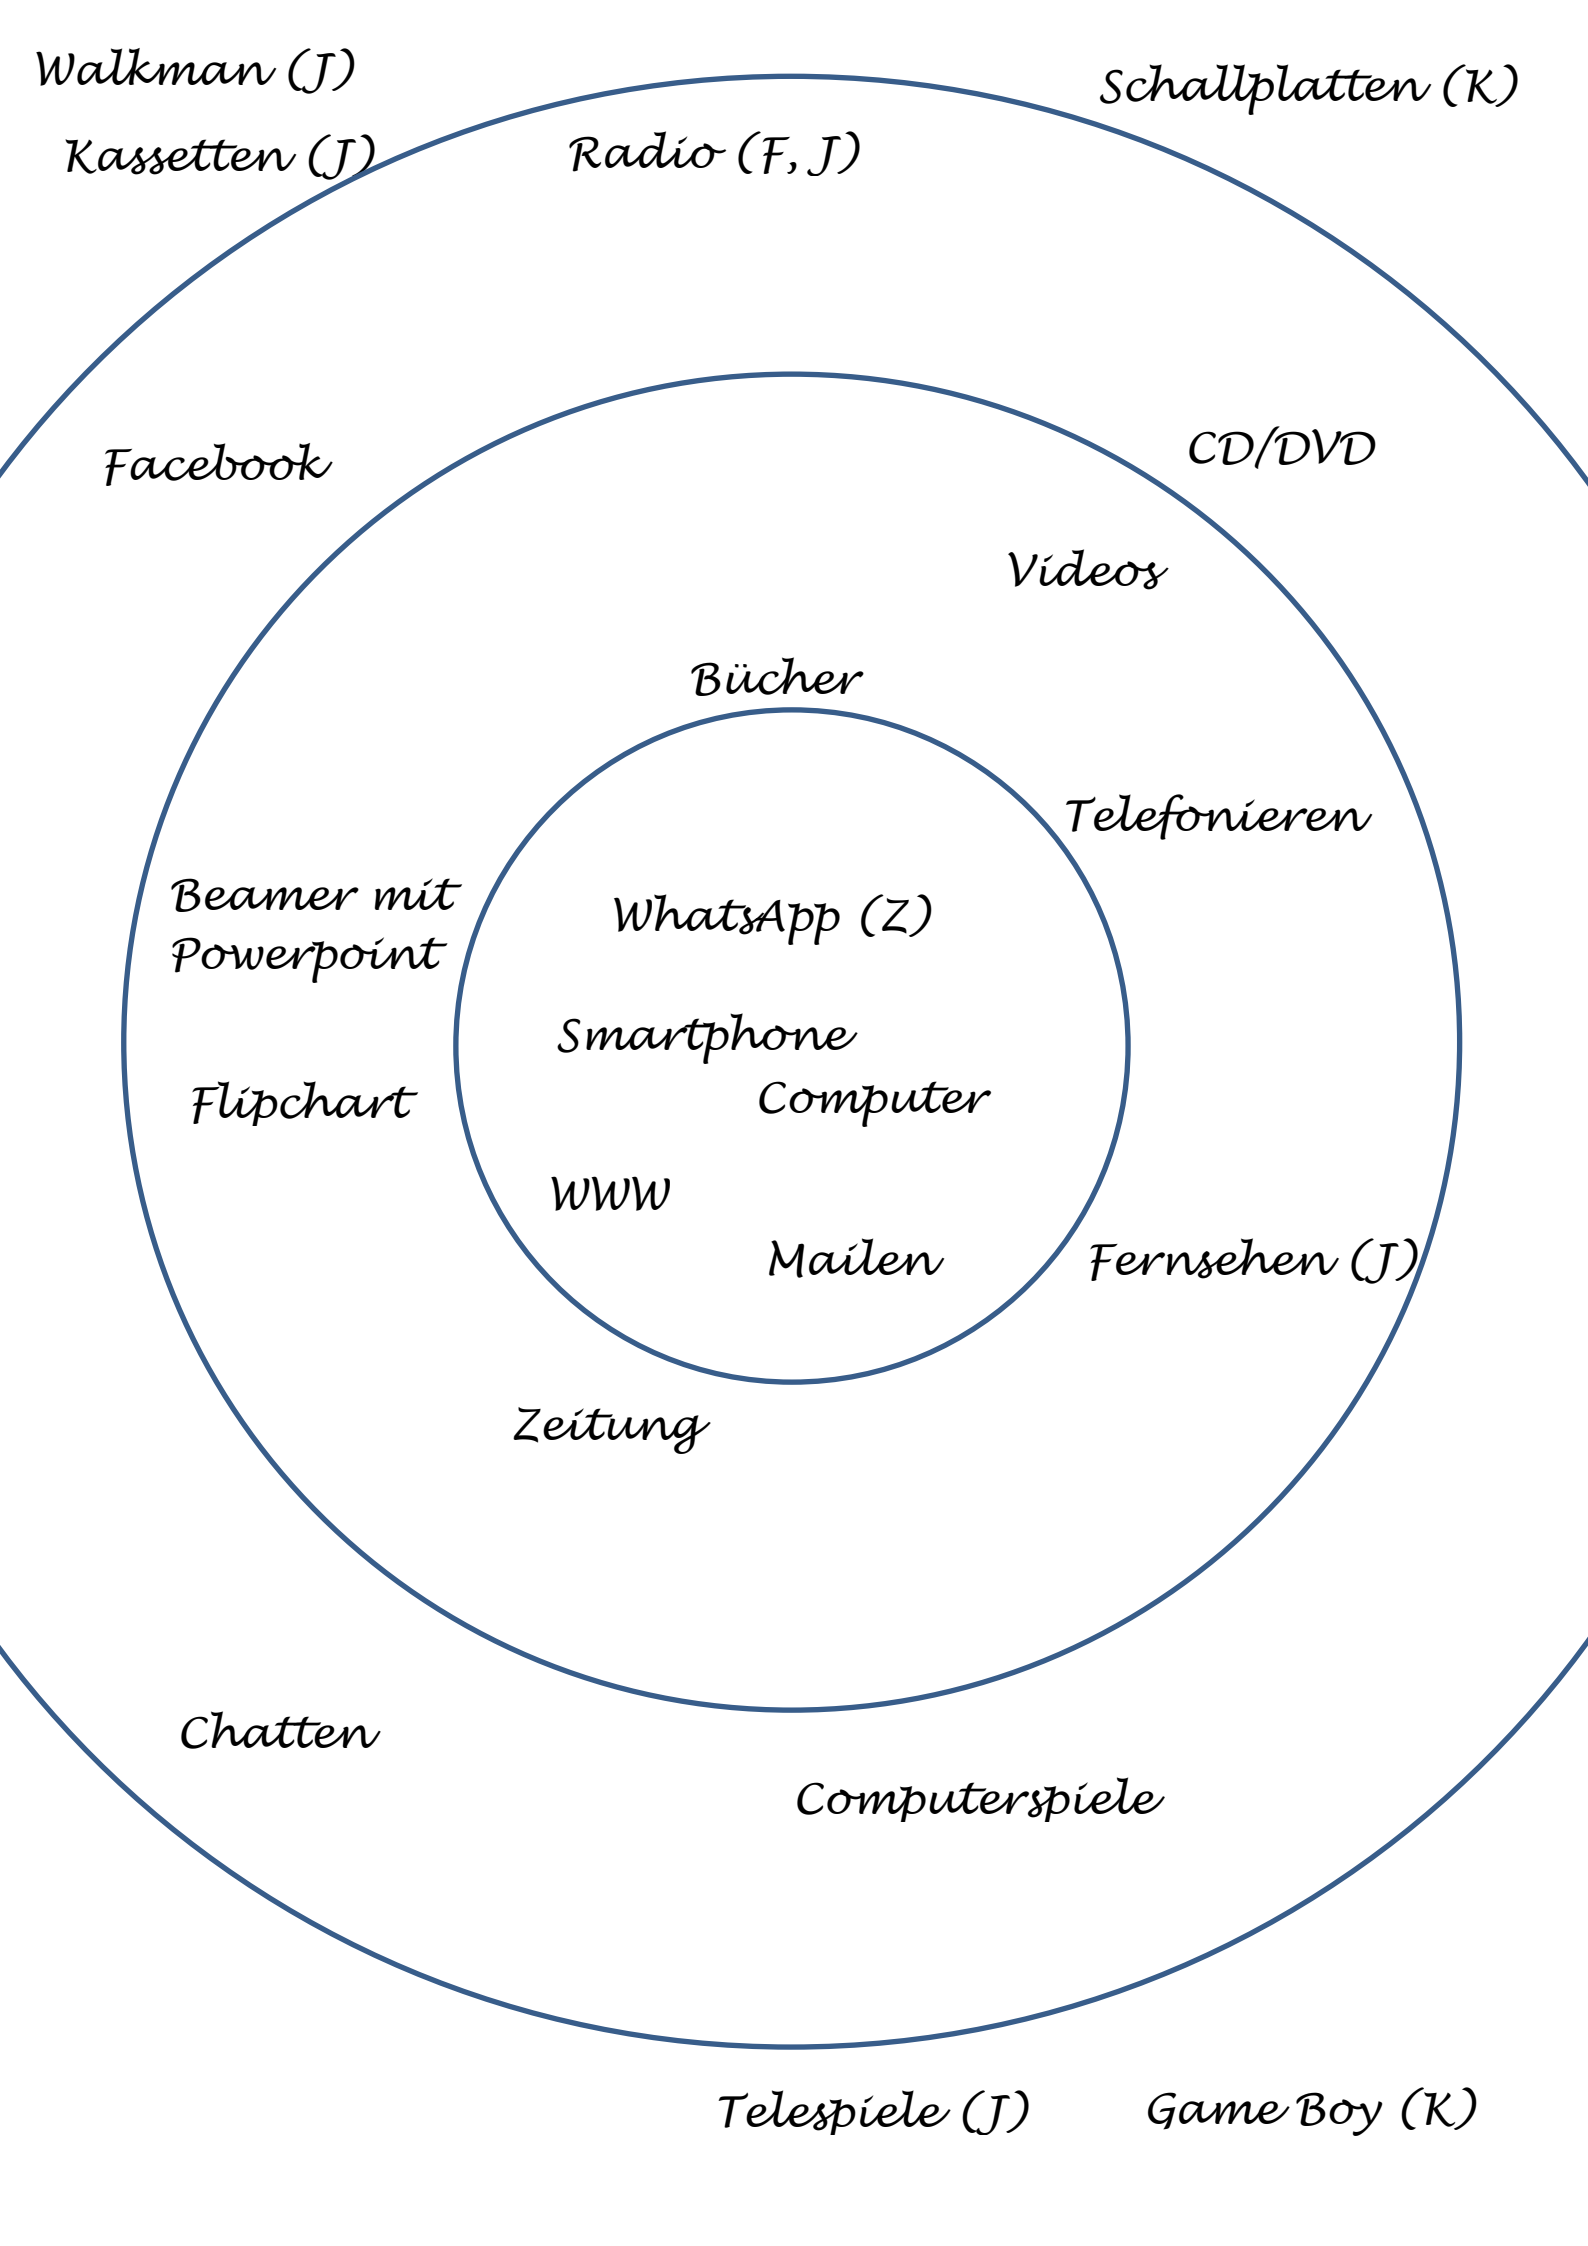 Walkman (J)
Schallplatten (K)
Kassetten (J)
Radio (F, J)
Facebook
CD/DVD
Videos
Bücher
Telefonieren
Beamer mit
Powerpoint
WhatsApp (Z)
Smartphone
Flipchart
Computer
WWW
Mailen
Fernsehen (J)
Zeitung
Chatten
Computerspiele
Telespiele (J)
Game Boy (K)